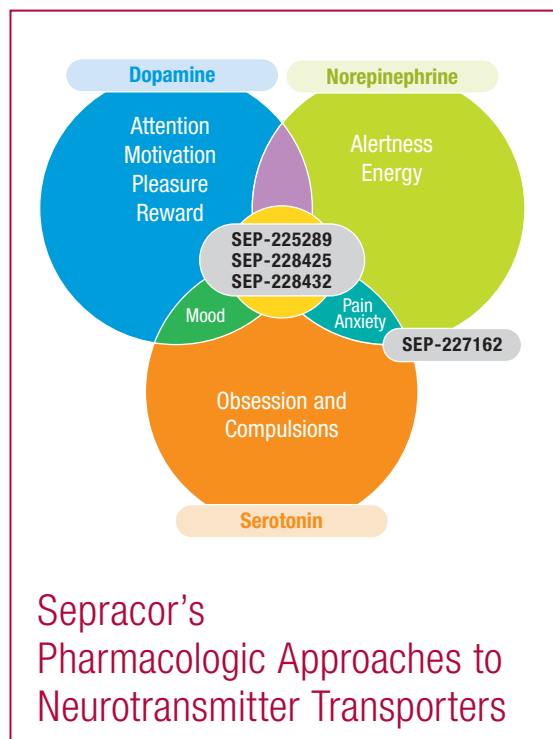 Dopamine
Norepinephrine
Attention
Motivation
Pleasure
Reward
Alertness
Energy
SEP-225289
SEP-228425
SEP-228432
Mood
Pain
Anxiety
SEP-227162
Obsession and
Compulsions
Serotonin
Sepracor’s
Pharmacologic Approaches to
Neurotransmitter Transporters